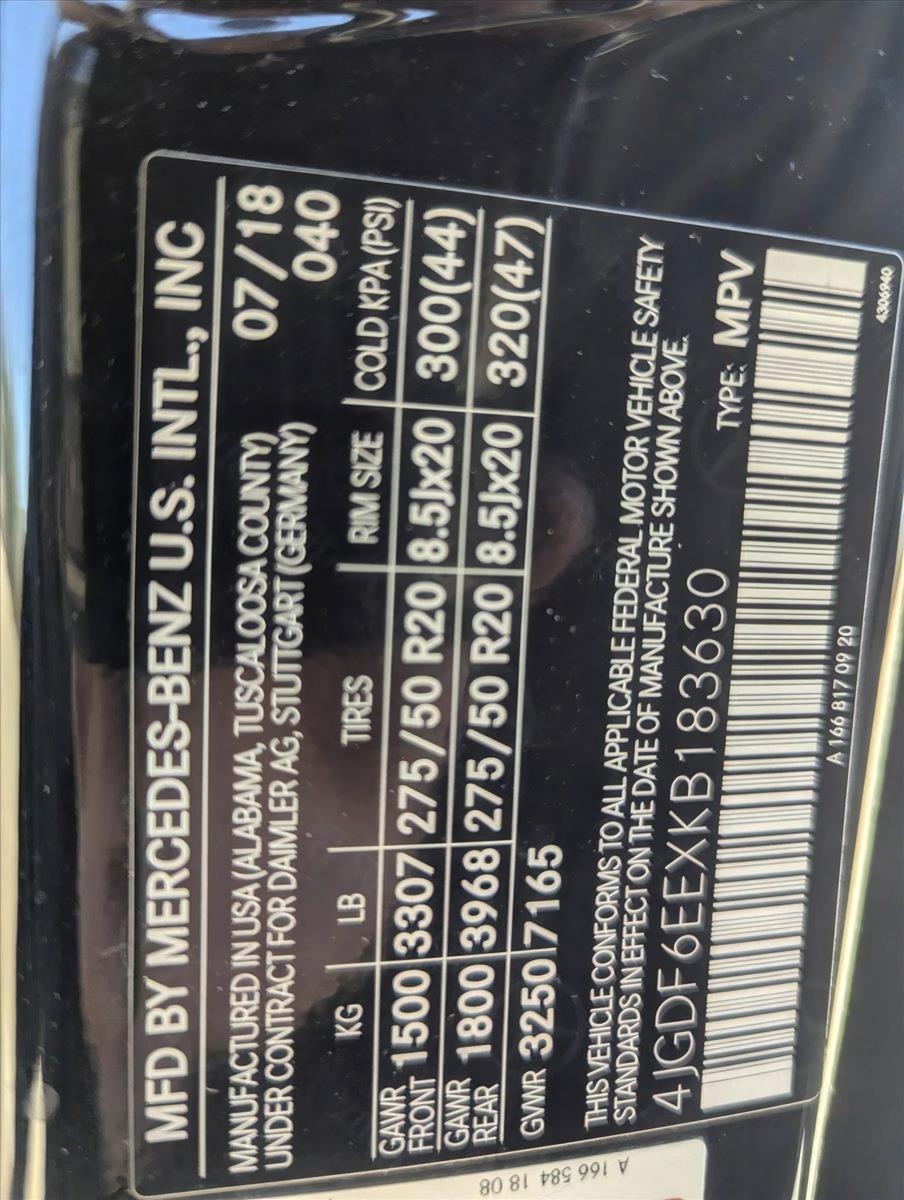 MFD BY MERCEDES-BENZ U.S. INTL., INC
MANUFACTURED IN USA (ALABAMA, TUSCALOOSA COUNTY) 07/18
UNDER CONTRACT FOR DAIMLER AG, STUTTGART (GERMANY) 040
KG LB TIRES RIM SIZE COLD KPA (PSI)
GAWR FRONT 1500 3307 275/50 R20 8.5Jx20 300(44)
GAWR REAR 1800 3968 275/50 R20 8.5Jx20 320(47)
GVWR 3250 7165
THIS VEHICLE CONFORMS TO ALL APPLICABLE FEDERAL MOTOR VEHICLE SAFETY
STANDARDS IN EFFECT ON THE DATE OF MANUFACTURE SHOWN ABOVE.
4JGDF6EEXKB183630 TYPE: MPV
A 166 817 09 20
4306940
A 166 584 18 08